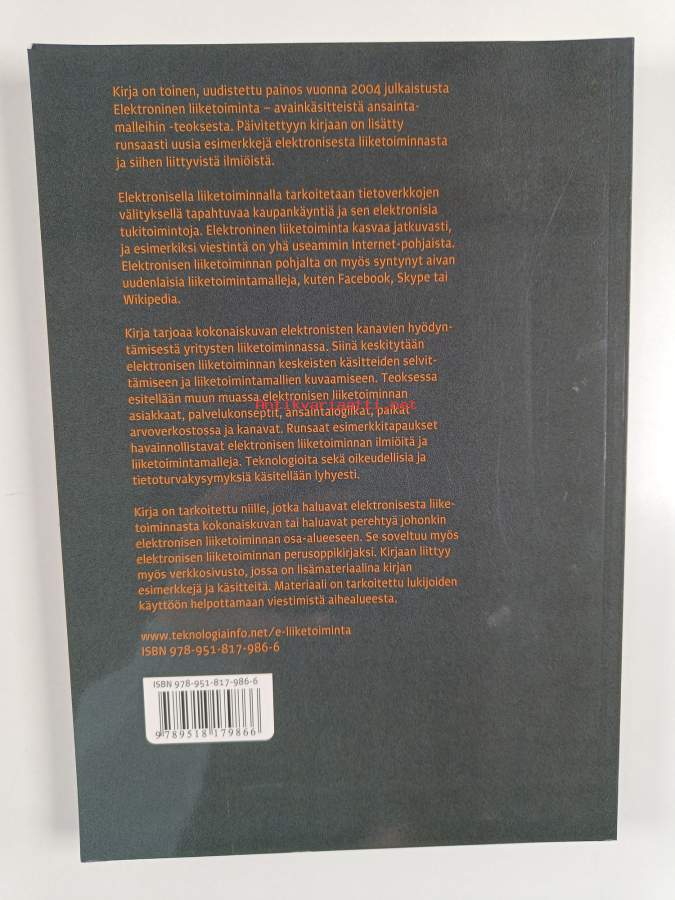 Kirja on toinen, uudistettu painos vuonna 2004 julkaistusta
Elektroninen liiketoiminta – avainkäsitteistä ansainta-
malleihin -teoksesta. Päivitettyyn kirjaan on lisätty
runsaasti uusia esimerkkejä elektronisesta liiketoiminnasta
ja siihen liittyvistä ilmiöistä.
Elektronisella liiketoiminnalla tarkoitetaan tietoverkkojen
välityksellä tapahtuvaa kaupankäyntiä ja sen elektronisia
tukitoimintoja. Elektroninen liiketoiminta kasvaa jatkuvasti,
ja esimerkiksi viestintä on yhä useammin Internet-pohjaista.
Elektronisen liiketoiminnan pohjalta on myös syntynyt aivan
uudenlaisia liiketoimintamalleja, kuten Facebook, Skype tai
Wikipedia.
Kirja tarjoaa kokonaiskuvan elektronisten kanavien hyödyn-
tämisestä yritysten liiketoiminnassa. Siinä keskitytään
elektronisen liiketoiminnan keskeisten käsitteiden selvit-
tämiseen ja liiketoimintamallien kuvaamiseen. Teoksessa
esitellään muun muassa elektronisen liiketoiminnan
Antikvariaatti.net
asiakkaat, palvelukonseptit, ansaintalogiikat, paikat
arvoverkostossa ja kanavat. Runsaat esimerkkitapaukset
havainnollistavat elektronisen liiketoiminnan ilmiöitä ja
liiketoimintamalleja. Teknologioita sekä oikeudellisia ja
tietoturvakysymyksiä käsitellään lyhyesti.
Kirja on tarkoitettu niille, jotka haluavat elektronisesta liike-
toiminnasta kokonaiskuvan tai haluavat perehtyä johonkin
elektronisen liiketoiminnan osa-alueeseen. Se soveltuu myös
elektronisen liiketoiminnan perusoppikirjaksi. Kirjaan liittyy
myös verkkosivusto, jossa on lisämateriaalina kirjan
esimerkkejä ja käsitteitä. Materiaali on tarkoitettu lukijoiden
käyttöön helpottamaan viestimistä aihealueesta.
www.teknologiainfo.net/e-liiketoiminta
ISBN 978-951-817-986-6
ISBN 978-951-817-986-6
9 789518 179866